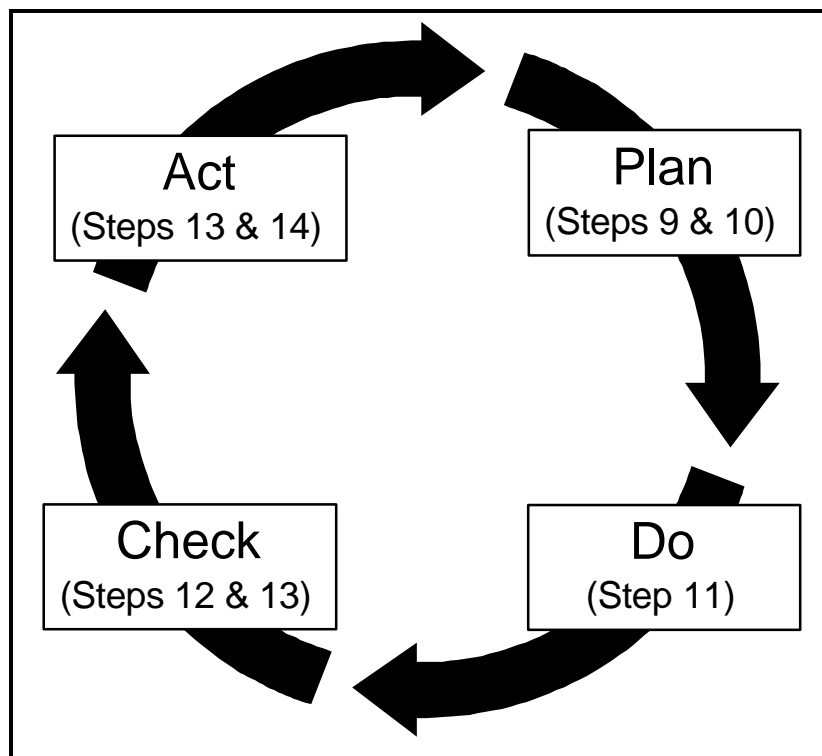 Act
(Steps 13 & 14)
Plan
(Steps 9 & 10)
Check
(Steps 12 & 13)
Do
(Step 11)